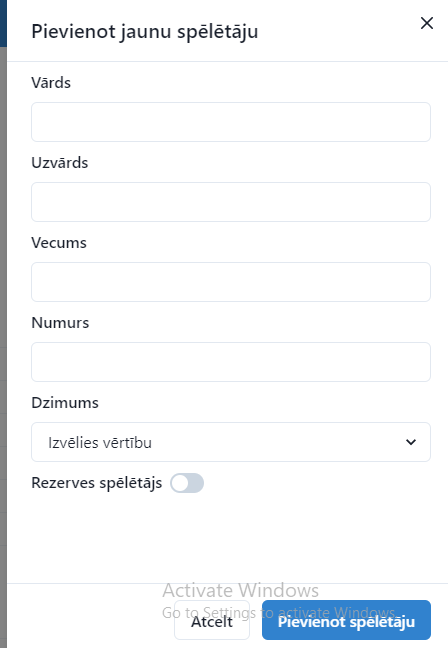 Pievienot jaunu spēlētāju
Vārds
Uzvārds
Vecums
Numurs
Dzimums
Izvēlies vērtību
Rezerves spēlētājs
Activate Windows
Go to Settings to activate Windows.
Atcelt
Pievienot spēlētāju